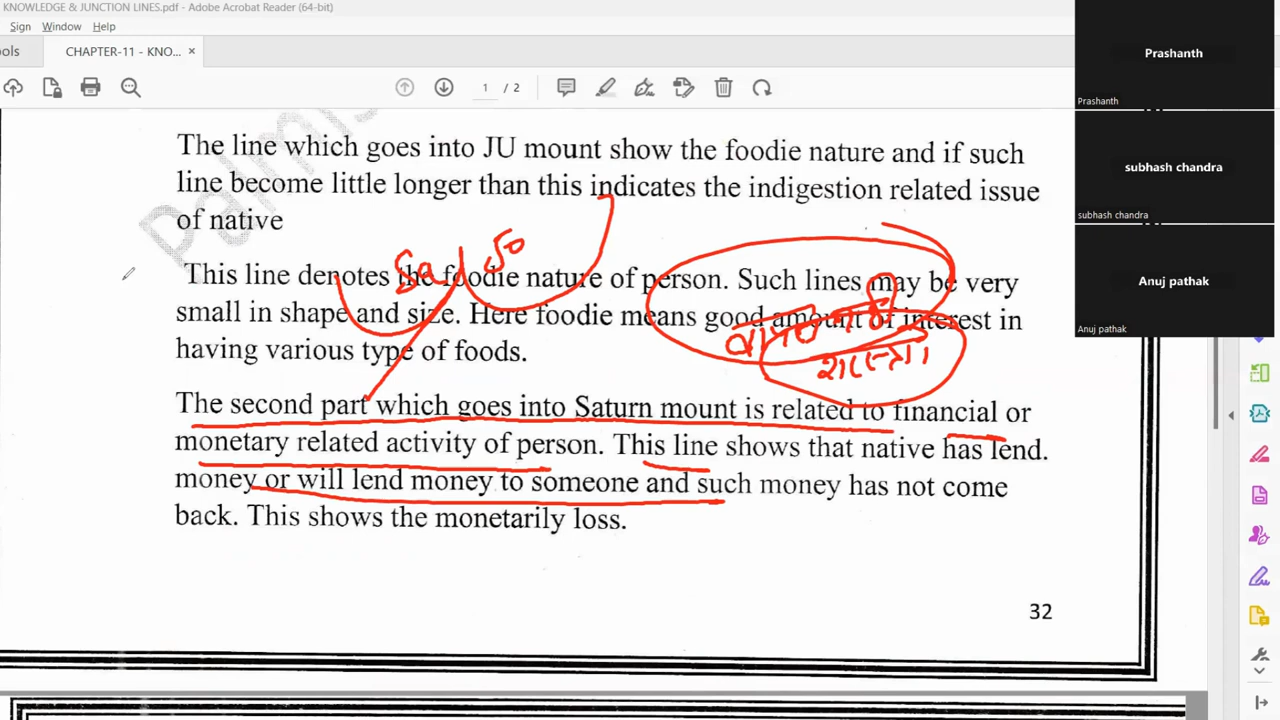 KNOWLEDGE & JUNCTION LINES.pdf - Adobe Acrobat Reader (64-bit)
Sign Window Help
ols CHAPTER-11 - KNO... ×
1 / 2
Prashanth
Prashanth
subhash chandra
subhash chandra
Anuj pathak
Anuj pathak
Palmis
The line which goes into JU mount show the foodie nature and if such
line become little longer than this indicates the indigestion related issue
of native
Sa
This line denotes the foodie nature of person. Such lines may be very
small in shape and size. Here foodie means good amount of interest in
having various type of foods.
The second part which goes into Saturn mount is related to financial or
monetary related activity of person. This line shows that native has lend.
money or will lend money to someone and such money has not come
back. This shows the monetarily loss.
32